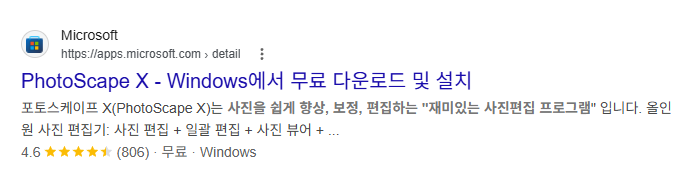 Microsoft
https://apps.microsoft.com › detail
PhotoScape X - Windows에서 무료 다운로드 및 설치
포토스케이프 X(PhotoScape X)는 사진을 쉽게 향상, 보정, 편집하는 "재미있는 사진편집 프로그램" 입니다. 올인
원 사진 편집기: 사진 편집 + 일괄 편집 + 사진 뷰어 + ...
4.6 ★★★★★ (806) · 무료 · Windows